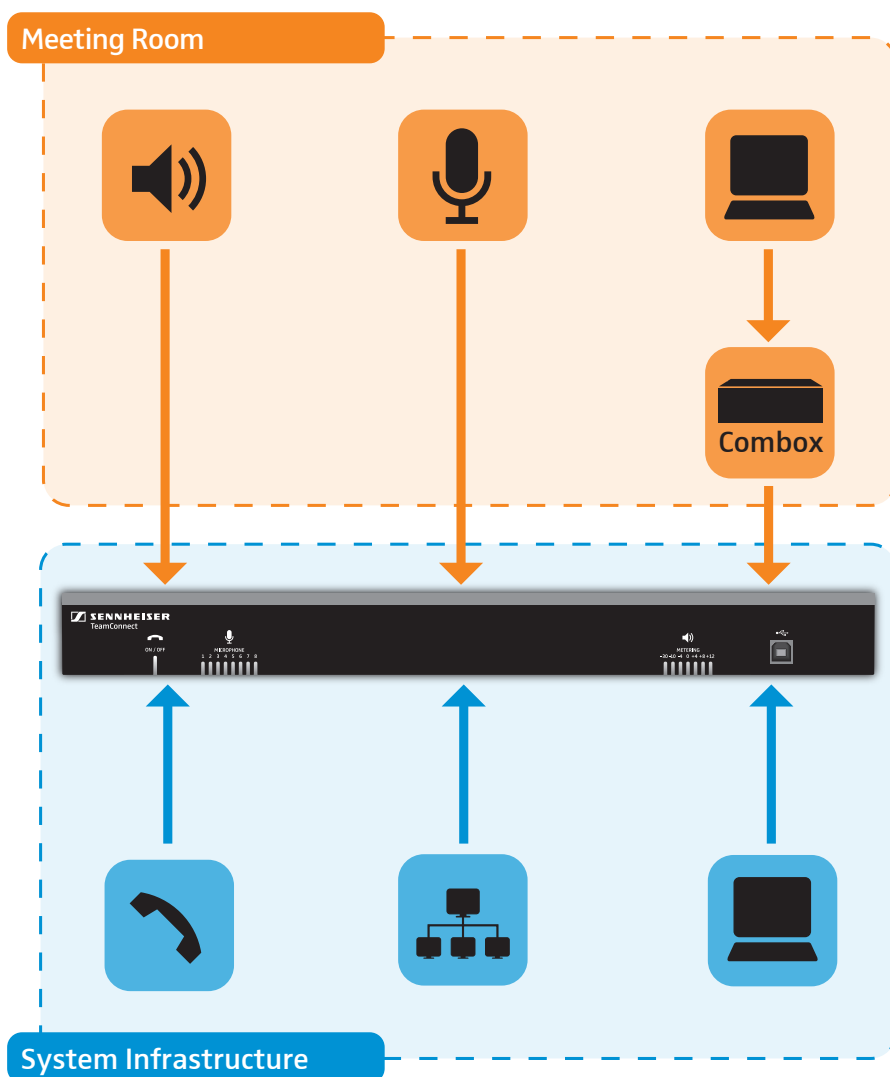 Meeting Room
Combox
SENNHEISER
TeamConnect
ON / OFF
MICROPHONE
1 2 3 4 5 6 7 8
METERING
-30 -10 -4 0 +4 +8 +12
System Infrastructure